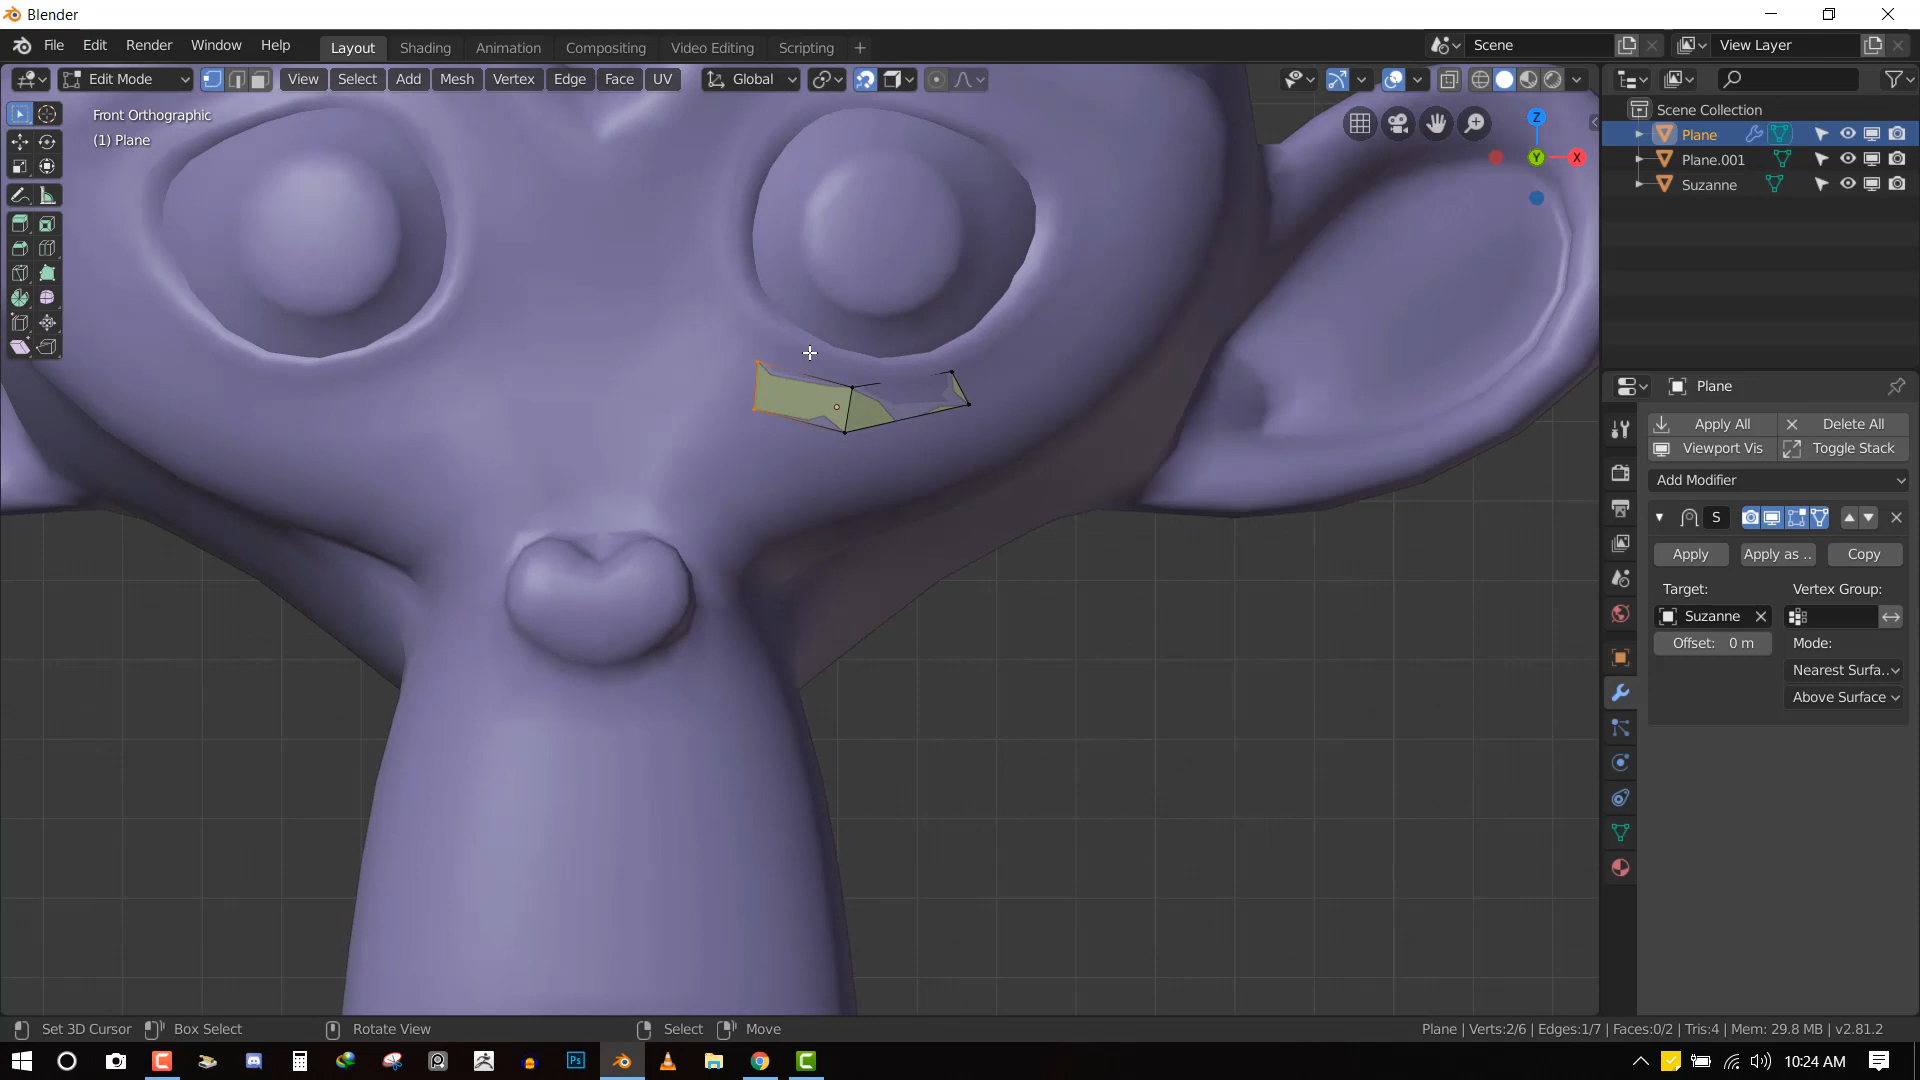 Blender
File Edit Render Window Help Layout Shading Animation Compositing Video Editing Scripting + Scene View Layer
Edit Mode View Select Add Mesh Vertex Edge Face UV Global
Front Orthographic
(1) Plane
Z
Y
X
Scene Collection
Plane
Plane.001
Suzanne
Plane
Apply All Delete All
Viewport Vis Toggle Stack
Add Modifier
S
Apply Apply as .. Copy
Target: Vertex Group:
Suzanne
Offset: 0 m Mode:
Nearest Surfa..
Above Surface
Set 3D Cursor Box Select Rotate View Select Move Plane | Verts:2/6 | Edges:1/7 | Faces:0/2 | Tris:4 | Mem: 29.8 MB | v2.81.2
Ps
10:24 AM